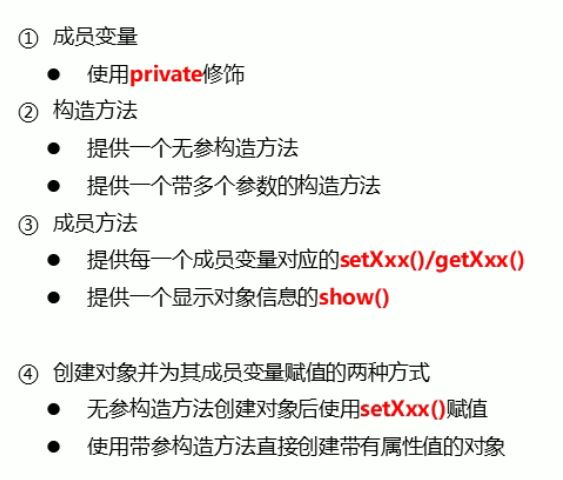 ① 成员变量
● 使用private修饰
② 构造方法
● 提供一个无参构造方法
● 提供一个带多个参数的构造方法
③ 成员方法
● 提供每一个成员变量对应的setXxx()/getXxx()
● 提供一个显示对象信息的show()
④ 创建对象并为其成员变量赋值的两种方式
● 无参构造方法创建对象后使用setXxx()赋值
● 使用带参构造方法直接创建带有属性值的对象